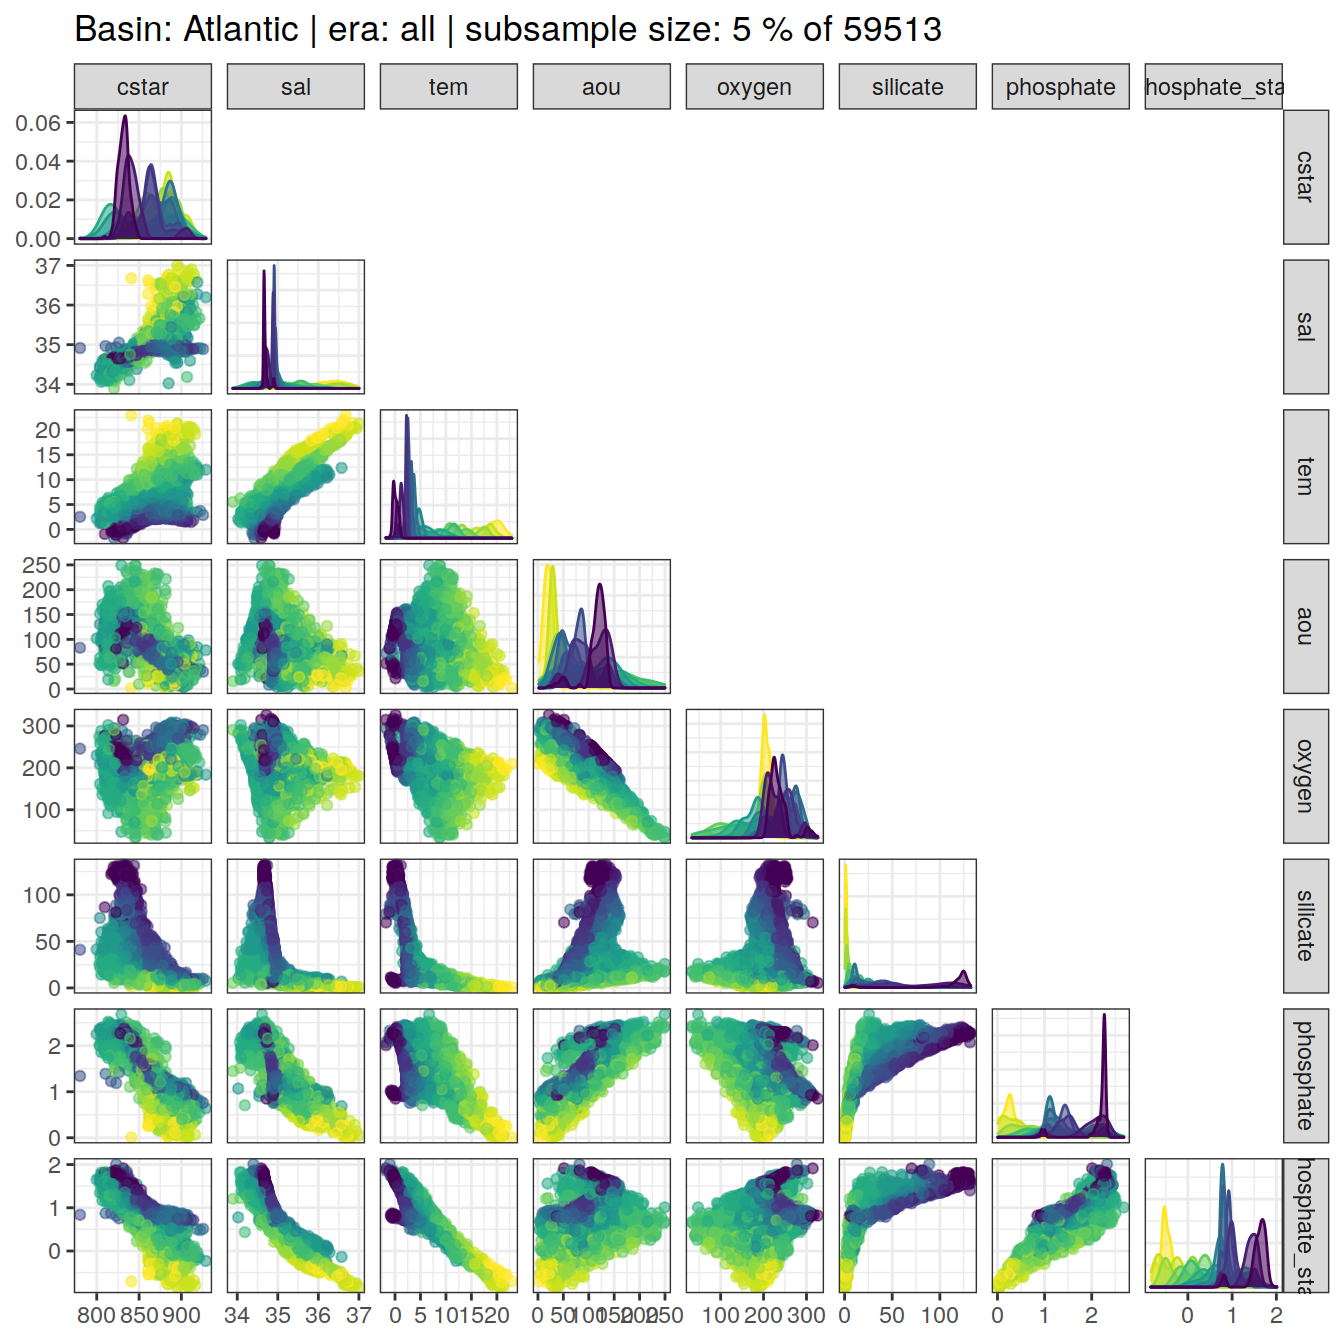 Basin: Atlantic | era: all | subsample size: 5 % of 59513
cstar sal tem aou oxygen silicate phosphate hosphate_sta
0.06
0.04
0.02
0.00
cstar
37
36
35
34
sal
20
15
10
5
0
tem
250
200
150
100
50
0
aou
300
200
100
oxygen
100
50
0
silicate
2
1
0
phosphate
2
1
0
hosphate_sta
800 850 900 34 35 36 37 0 5 10 15 20 0 50 100 150 200 250 100 200 300 0 50 100 0 1 2 0 1 2